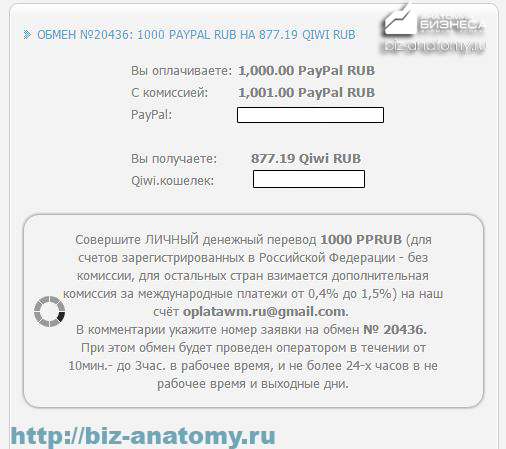 АНАТОМИЯ
БИЗНЕСА
biz-anatomy.ru
ОБМЕН №20436: 1000 PAYPAL RUB НА 877.19 QIWI RUB
Вы оплачиваете: 1,000.00 PayPal RUB
С комиссией: 1,001.00 PayPal RUB
PayPal:
Вы получаете: 877.19 Qiwi RUB
Qiwi.кошелек:
Совершите ЛИЧНЫЙ денежный перевод 1000 PPRUB (для
счетов зарегистрированных в Российской Федерации - без
комиссии, для остальных стран взимается дополнительная
комиссия за международные платежи от 0,4% до 1,5%) на наш
счёт oplatawm.ru@gmail.com.
В комментарии укажите номер заявки на обмен № 20436.
При этом обмен будет проведен оператором в течении от
10мин.- до 3час. в рабочее время, и не более 24-х часов в не
рабочее время и выходные дни.
http://biz-anatomy.ru